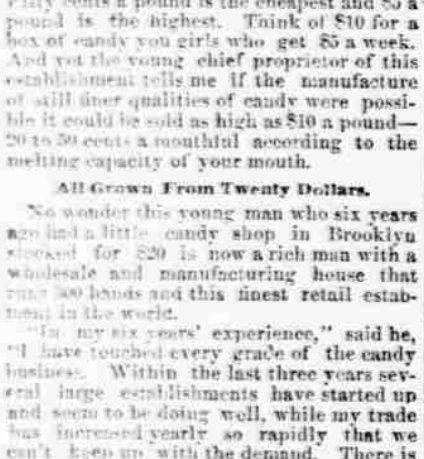 Fifty cents a pound is the cheapest and $5 a
pound is the highest. Think of $10 for a
box of candy you girls who get $5 a week.
And yet the young chief proprietor of this
establishment tells me if the manufacture
of still finer qualities of candy were possi-
ble it could be sold as high as $10 a pound—
20 to 50 cents a mouthful according to the
melting capacity of your mouth.
All Grown From Twenty Dollars.
No wonder this young man who six years
ago had a little candy shop in Brooklyn
stocked for $20 is now a rich man with a
wholesale and manufacturing house that
runs 300 hands and this finest retail estab-
ment in the world.
"In my six years' experience," said he,
"I have touched every grade of the candy
business. Within the last three years sev-
eral large establishments have started up
and seem to be doing well, while my trade
has increased yearly so rapidly that we
can't keep up with the demand. There is